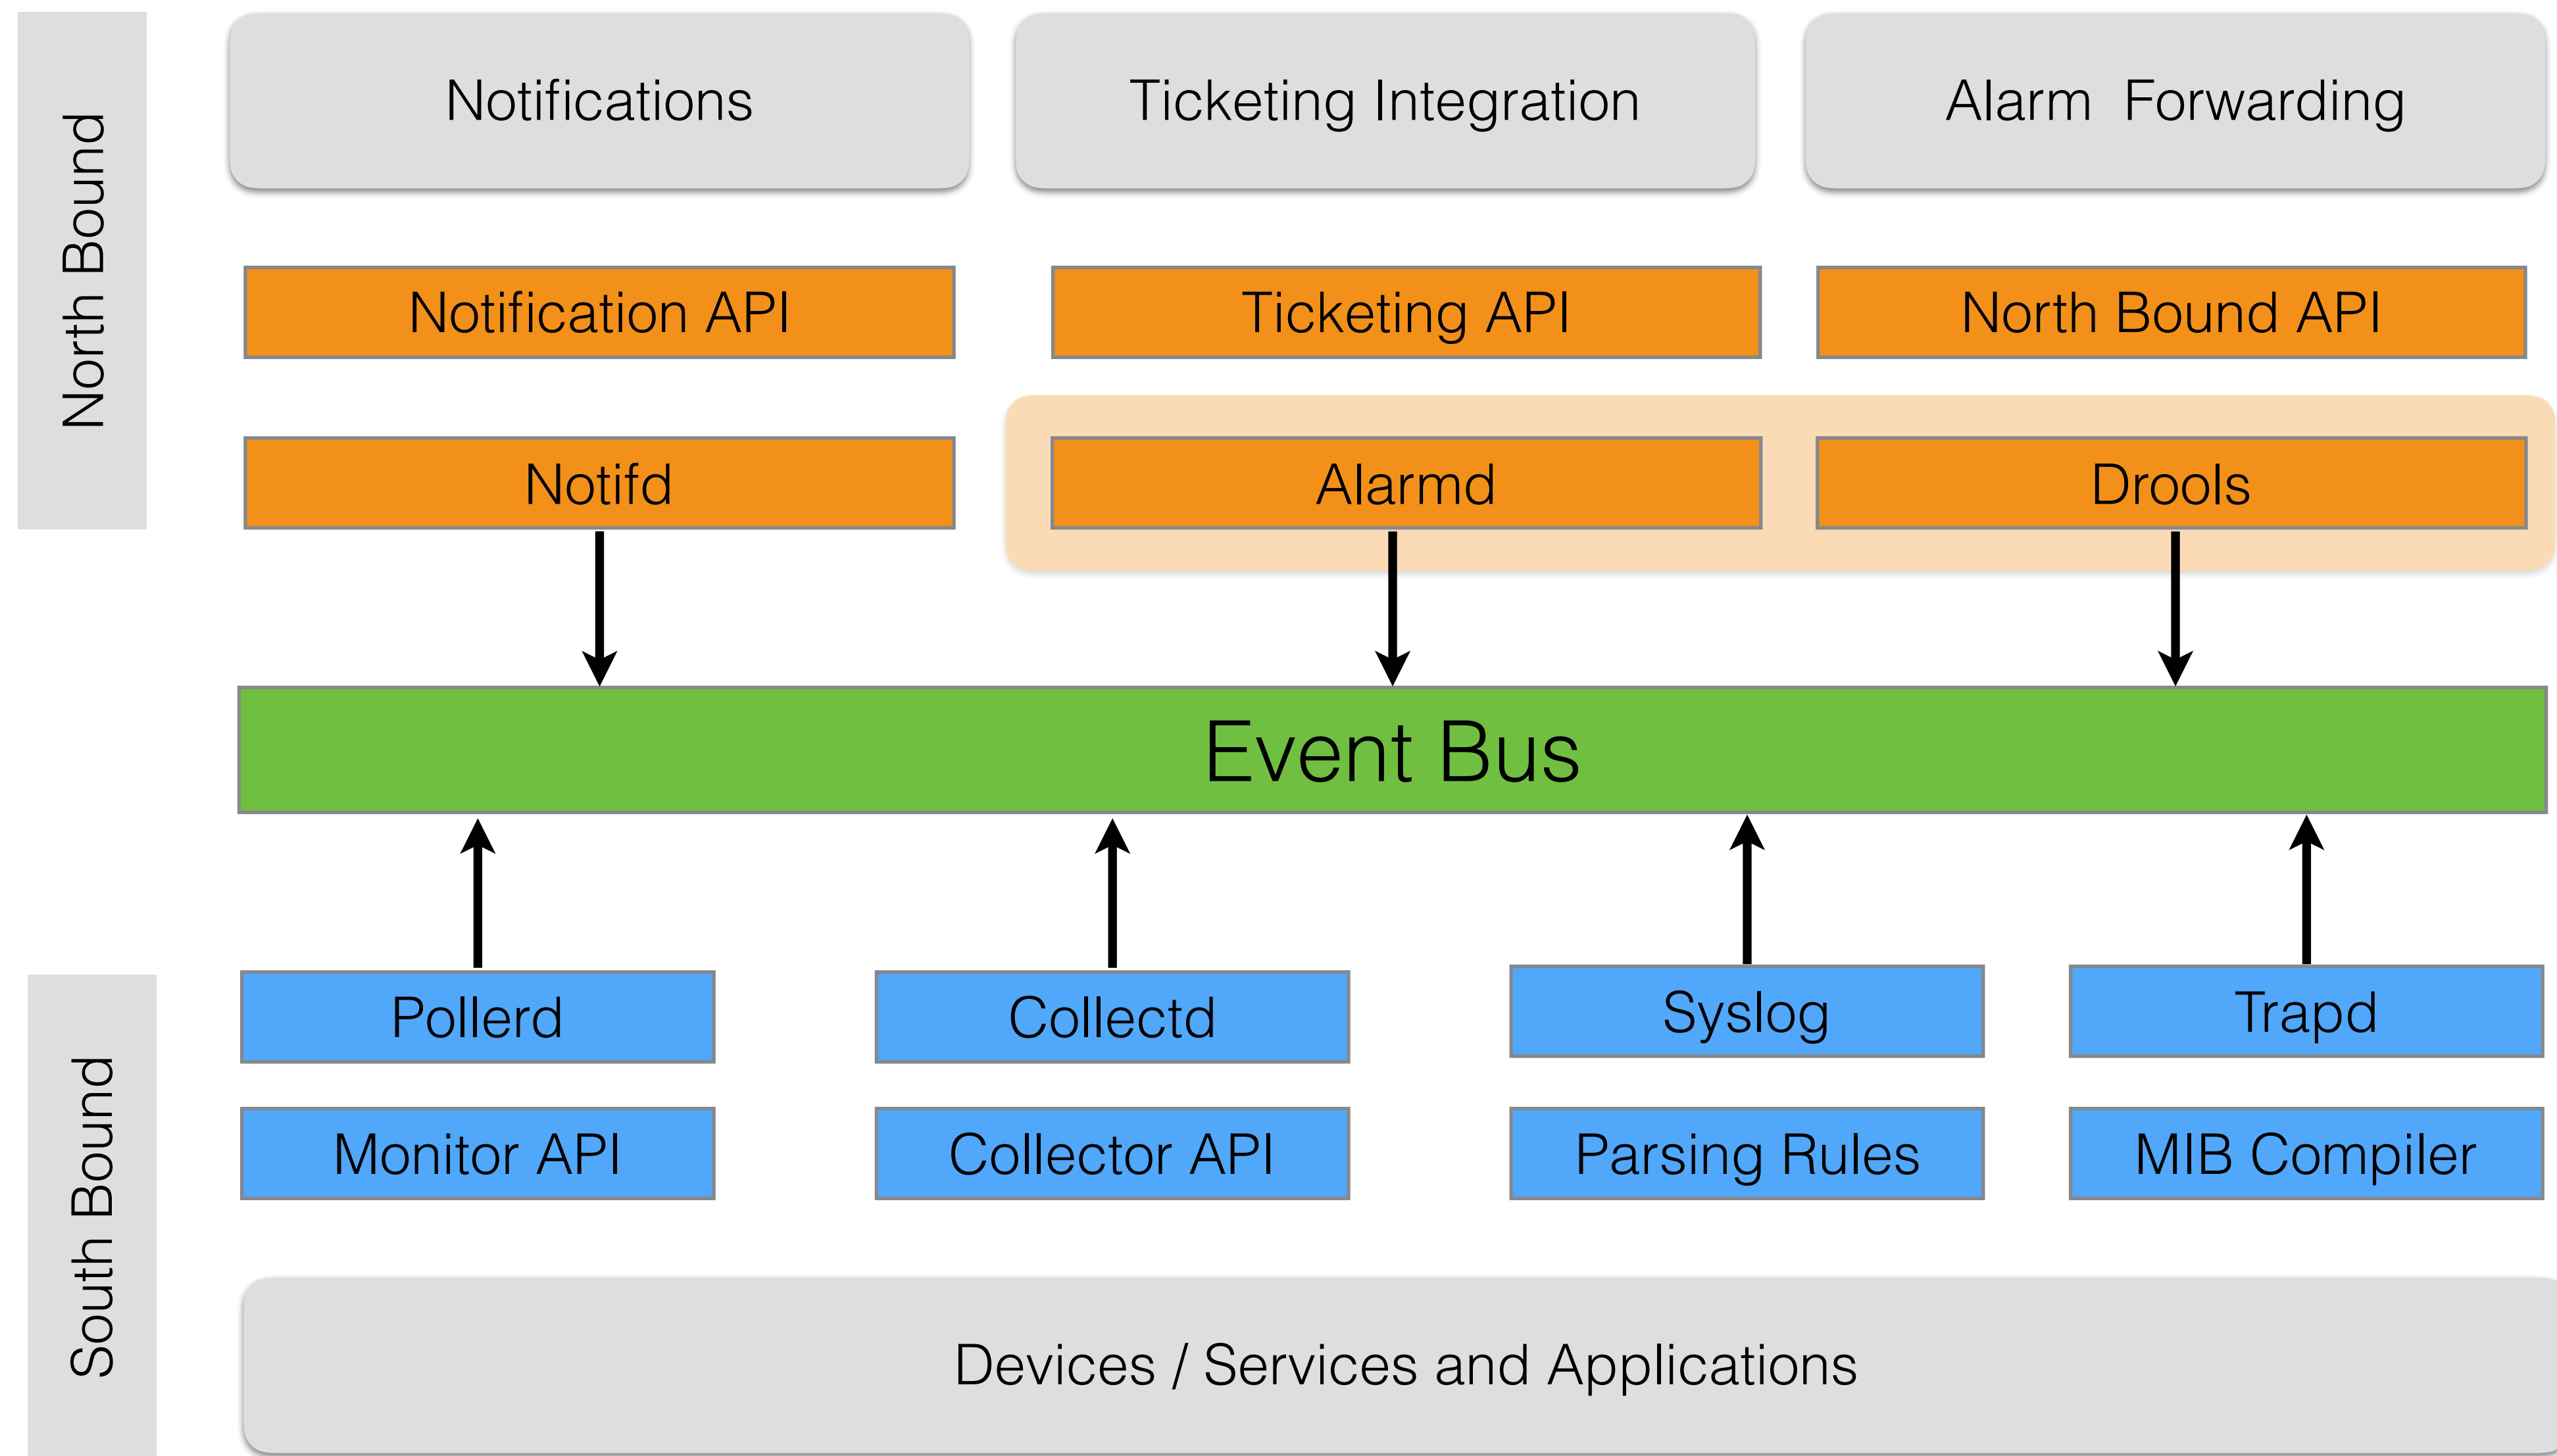 North Bound
Notifications
Ticketing Integration
Alarm Forwarding
Notification API
Ticketing API
North Bound API
Notifd
Alarmd
Drools
Event Bus
South Bound
Pollerd
Collectd
Syslog
Trapd
Monitor API
Collector API
Parsing Rules
MIB Compiler
Devices / Services and Applications